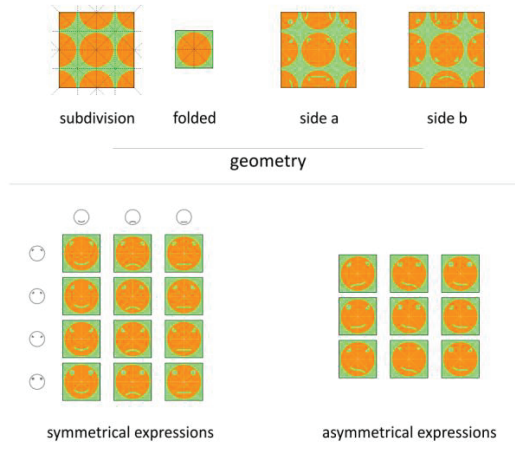 subdivision folded side a side b
geometry
symmetrical expressions asymmetrical expressions